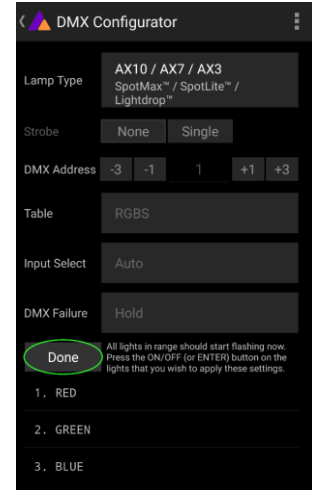 DMX Configurator
Lamp Type
AX10 / AX7 / AX3
SpotMax™ / SpotLite™ /
Lightdrop™
Strobe None Single
DMX Address -3 -1 1 +1 +3
Table RGBS
Input Select Auto
DMX Failure Hold
Done
All lights in range should start flashing now.
Press the ON/OFF (or ENTER) button on the
lights that you wish to apply these settings.
1. RED
2. GREEN
3. BLUE